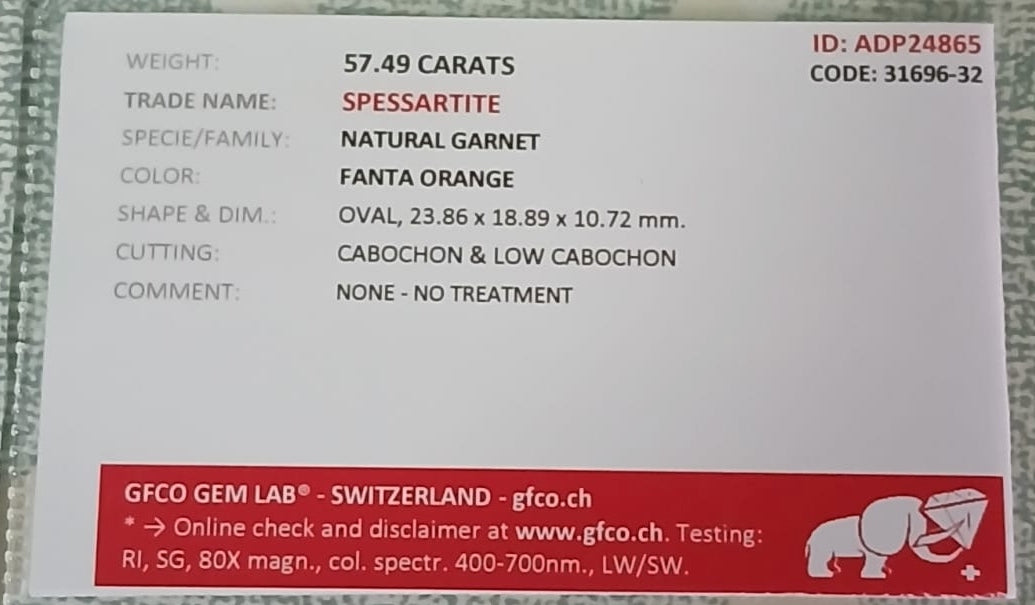 ID: ADP24865
CODE: 31696-32
WEIGHT: 57.49 CARATS
TRADE NAME: SPESSARTITE
SPECIE/FAMILY: NATURAL GARNET
COLOR: FANTA ORANGE
SHAPE & DIM.: OVAL, 23.86 x 18.89 x 10.72 mm.
CUTTING: CABOCHON & LOW CABOCHON
COMMENT: NONE - NO TREATMENT
GFCO GEM LAB® - SWITZERLAND - gfco.ch
* → Online check and disclaimer at www.gfco.ch. Testing:
RI, SG, 80X magn., col. spectr. 400-700nm., LW/SW.